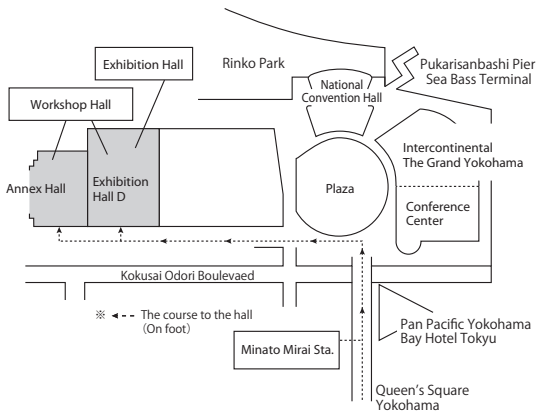 Exhibition Hall
Rinko Park
Pukarisanbashi Pier
Sea Bass Terminal
National
Convention Hall
Workshop Hall
Intercontinental
The Grand Yokohama
Annex Hall
Exhibition
Hall D
Plaza
Conference
Center
Kokusai Odori Boulevaed
※ The course to the hall
(On foot)
Minato Mirai Sta.
Pan Pacific Yokohama
Bay Hotel Tokyu
Queen's Square
Yokohama